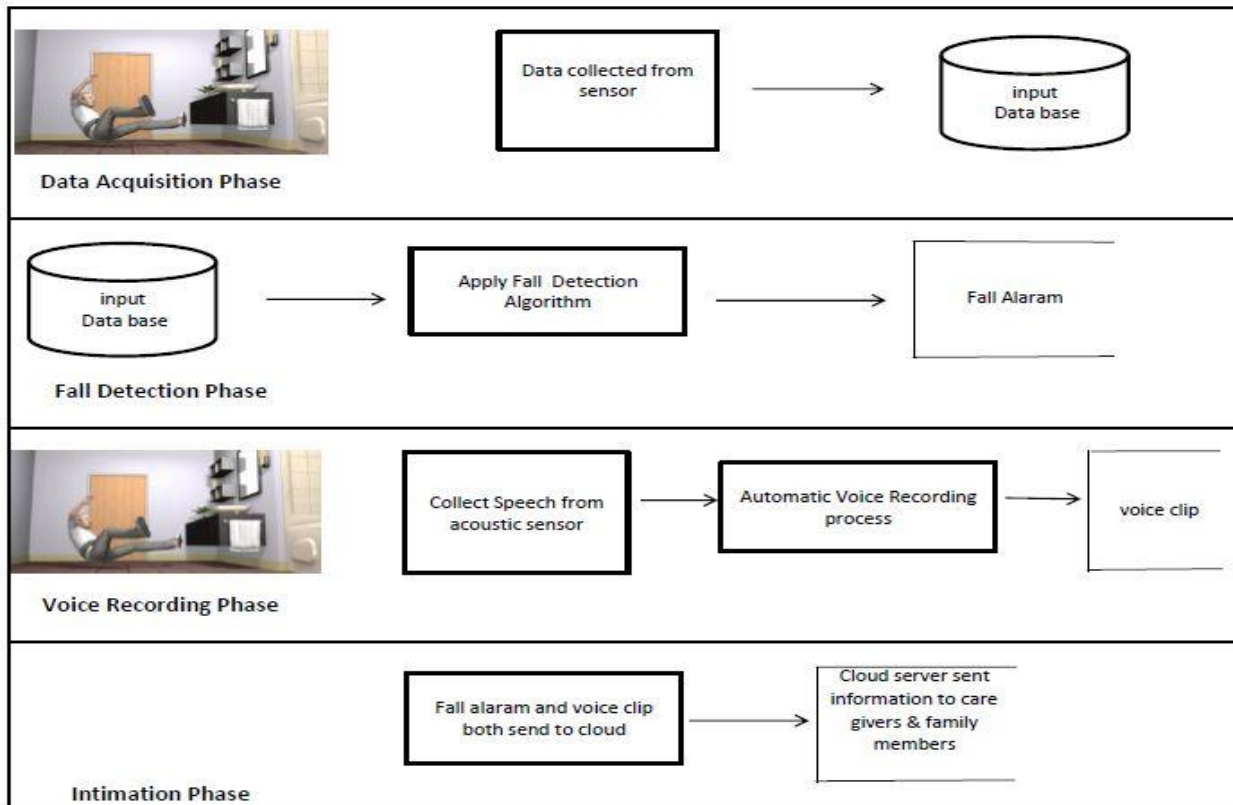 Data collected from
sensor
input
Data base
Data Acquisition Phase
input
Data base
Apply Fall  Detection
Algorithm
Fall Alaram
Fall Detection Phase
Collect Speech from
acoustic sensor
Automatic Voice Recording
process
voice clip
Voice Recording Phase
Fall alaram and voice clip
both send to cloud
Cloud server sent
information to care
givers & family
members
Intimation Phase